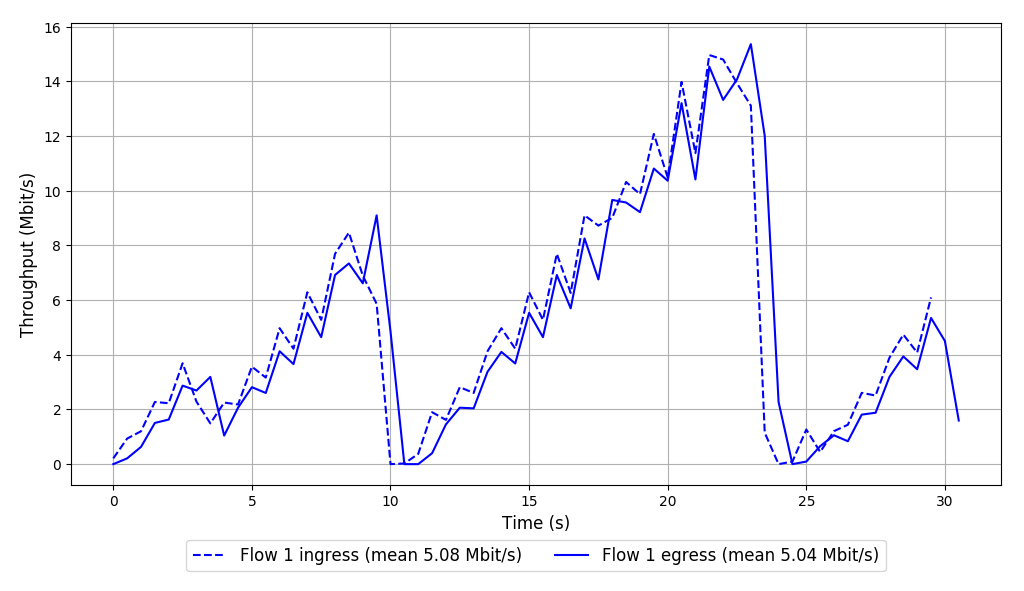 16
14
12
10
8
6
4
2
0
Throughput (Mbit/s)
0 5 10 15 20 25 30
Time (s)
Flow 1 ingress (mean 5.08 Mbit/s) Flow 1 egress (mean 5.04 Mbit/s)